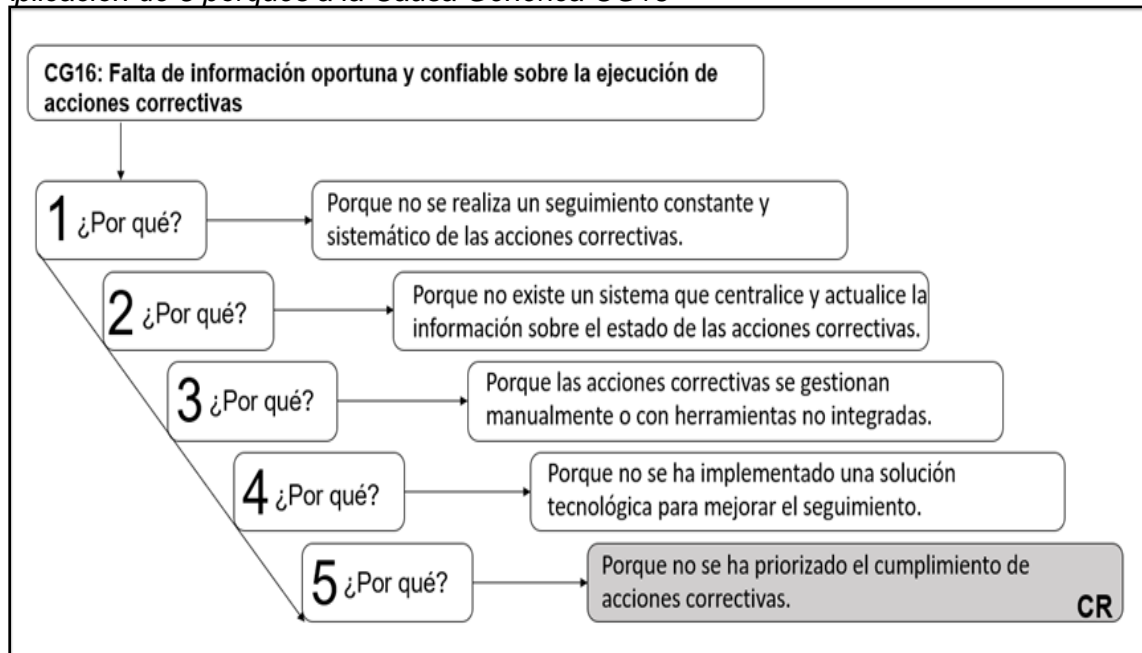 CG16: Falta de información oportuna y confiable sobre la ejecución de
acciones correctivas
1 ¿Por qué?
Porque no se realiza un seguimiento constante y
sistemático de las acciones correctivas.
2 ¿Por qué?
Porque no existe un sistema que centralice y actualice la
información sobre el estado de las acciones correctivas.
3 ¿Por qué?
Porque las acciones correctivas se gestionan
manualmente o con herramientas no integradas.
4 ¿Por qué?
Porque no se ha implementado una solución
tecnológica para mejorar el seguimiento.
5 ¿Por qué?
Porque no se ha priorizado el cumplimiento de
acciones correctivas.
CR